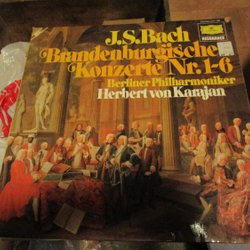 J.S.Bach
Brandenburgische
Konzerte Nr. 1-6
Berliner Philharmoniker
Herbert von Karajan